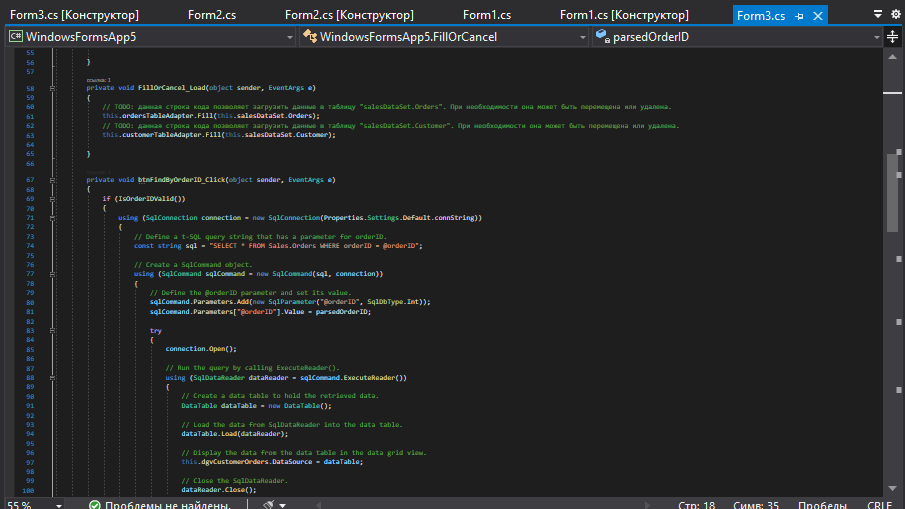 Form3.cs [Конструктор] Form2.cs Form2.cs [Конструктор] Form1.cs Form1.cs [Конструктор] Form3.cs
C# WindowsFormsApp5 WindowsFormsApp5.FillOrCancel parsedOrderID
55
56 }
57
ссылка: 1
58 private void FillOrCancel_Load(object sender, EventArgs e)
59 {
60 // TODO: данная строка кода позволяет загрузить данные в таблицу "salesDataSet.Orders". При необходимости она может быть перемещена или удалена.
61 this.ordersTableAdapter.Fill(this.salesDataSet.Orders);
62 // TODO: данная строка кода позволяет загрузить данные в таблицу "salesDataSet.Customer". При необходимости она может быть перемещена или удалена.
63 this.customerTableAdapter.Fill(this.salesDataSet.Customer);
64
65 }
66
67 private void btnFindByOrderID_Click(object sender, EventArgs e)
68 {
69 if (IsOrderIDValid())
70 {
71 using (SqlConnection connection = new SqlConnection(Properties.Settings.Default.connString))
72 {
73 // Define a t-SQL query string that has a parameter for orderID.
74 const string sql = "SELECT * FROM Sales.Orders WHERE orderID = @orderID";
75
76 // Create a SqlCommand object.
77 using (SqlCommand sqlCommand = new SqlCommand(sql, connection))
78 {
79 // Define the @orderID parameter and set its value.
80 sqlCommand.Parameters.Add(new SqlParameter("@orderID", SqlDbType.Int));
81 sqlCommand.Parameters["@orderID"].Value = parsedOrderID;
82
83 try
84 {
85 connection.Open();
86
87 // Run the query by calling ExecuteReader().
88 using (SqlDataReader dataReader = sqlCommand.ExecuteReader())
89 {
90 // Create a data table to hold the retrieved data.
91 DataTable dataTable = new DataTable();
92
93 // Load the data from SqlDataReader into the data table.
94 dataTable.Load(dataReader);
95
96 // Display the data from the data table in the data grid view.
97 this.dgvCustomerOrders.DataSource = dataTable;
98
99 // Close the SqlDataReader.
100 dataReader.Close();
55 % Проблемы не найдены. Стр: 18 Симв: 35 Пробелы CRLF